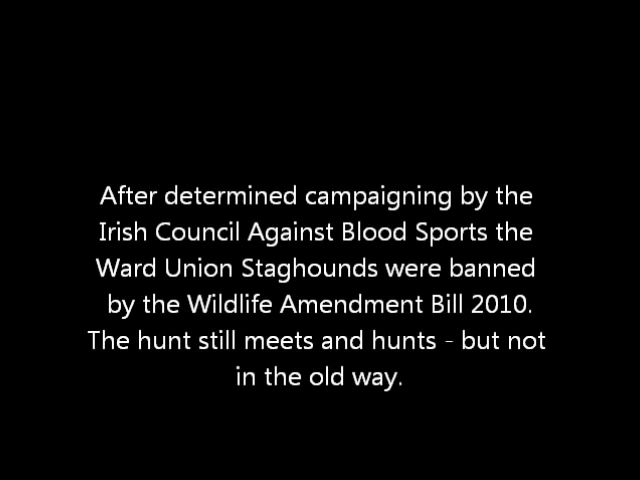 After determined campaigning by the
Irish Council Against Blood Sports the
Ward Union Staghounds were banned
by the Wildlife Amendment Bill 2010.
The hunt still meets and hunts - but not
in the old way.